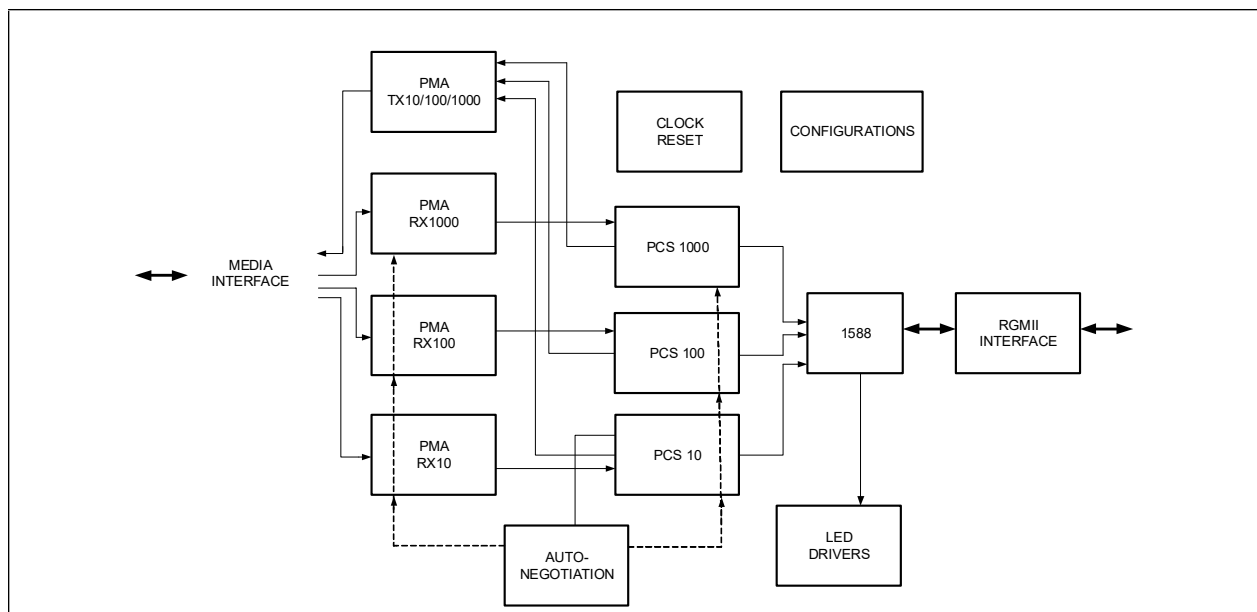 PMA
TX10/100/1000
CLOCK
RESET
CONFIGURATIONS
PMA
RX1000
PCS 1000
MEDIA
INTERFACE
PMA
RX100
PCS 100
1588
RGMII
INTERFACE
PMA
RX10
PCS 10
AUTO-
NEGOTIATION
LED
DRIVERS